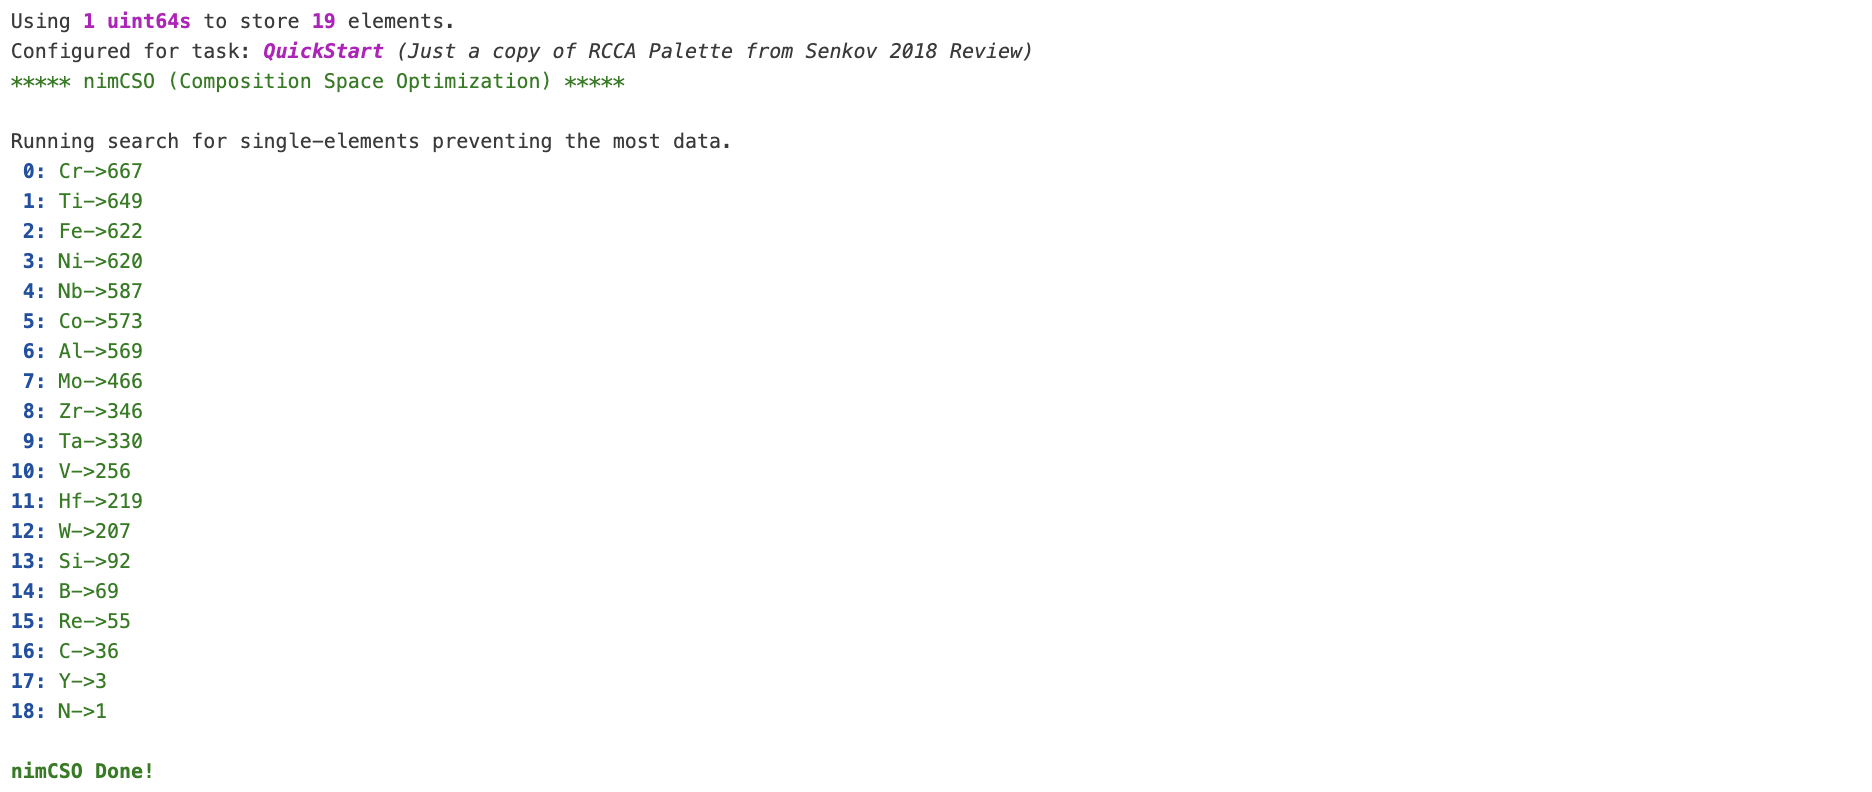 Using 1 uint64s to store 19 elements.
Configured for task: QuickStart (Just a copy of RCCA Palette from Senkov 2018 Review)
***** nimCSO (Composition Space Optimization) *****
Running search for single-elements preventing the most data.
0: Cr->667
1: Ti->649
2: Fe->622
3: Ni->620
4: Nb->587
5: Co->573
6: Al->569
7: Mo->466
8: Zr->346
9: Ta->330
10: V->256
11: Hf->219
12: W->207
13: Si->92
14: B->69
15: Re->55
16: C->36
17: Y->3
18: N->1
nimCSO Done!